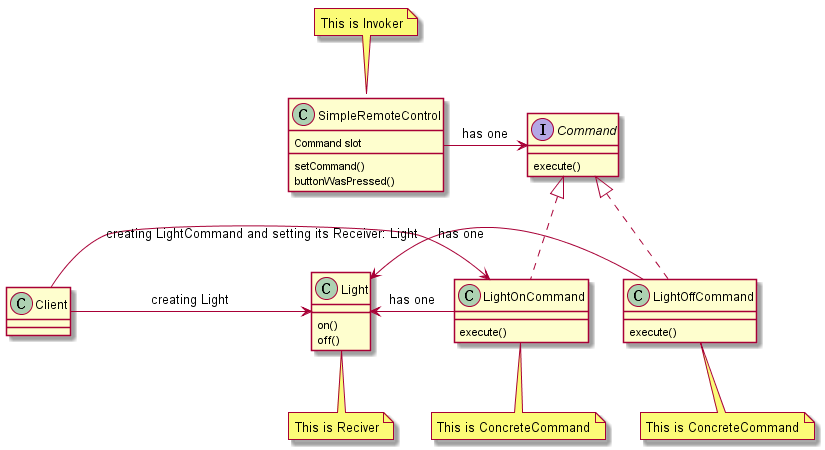 This is Invoker
C SimpleRemoteControl
Command slot
setCommand()
buttonWasPressed()
has one
I Command
execute()
creating LightCommand and setting its Receiver: Light
has one
C Client
creating Light
C Light
on()
off()
has one
C LightOnCommand
execute()
C LightOffCommand
execute()
This is Reciver
This is ConcreteCommand
This is ConcreteCommand